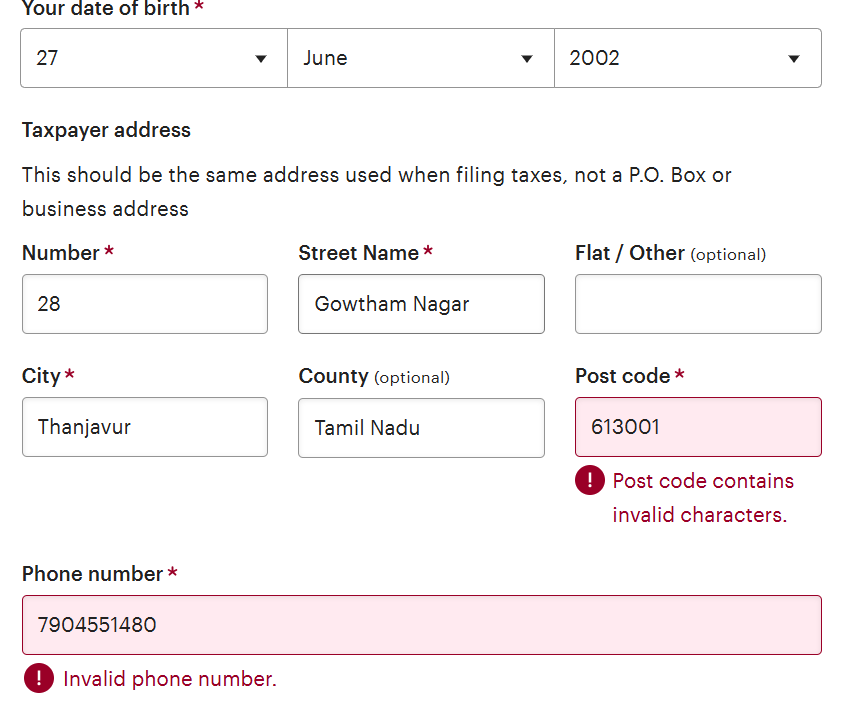 Your date of birth *
27 June 2002
Taxpayer address
This should be the same address used when filing taxes, not a P.O. Box or
business address
Number * Street Name * Flat / Other (optional)
28 Gowtham Nagar
City * County (optional) Post code *
Thanjavur Tamil Nadu 613001
! Post code contains
invalid characters.
Phone number *
7904551480
! Invalid phone number.